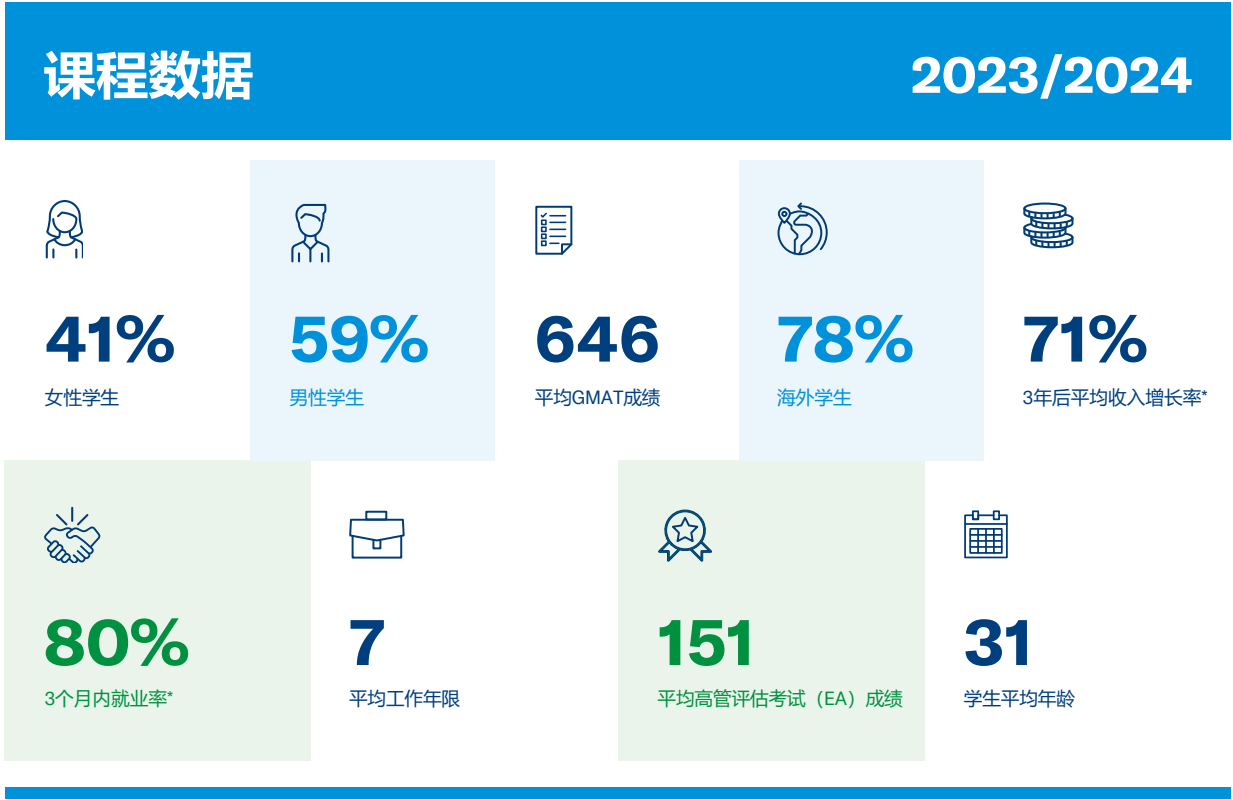 课程数据
2023/2024
41%
女性学生
59%
男性学生
646
平均GMAT成绩
78%
海外学生
71%
3年后平均收入增长率*
80%
3个月内就业率*
7
平均工作年限
151
平均高管评估考试（EA）成绩
31
学生平均年龄